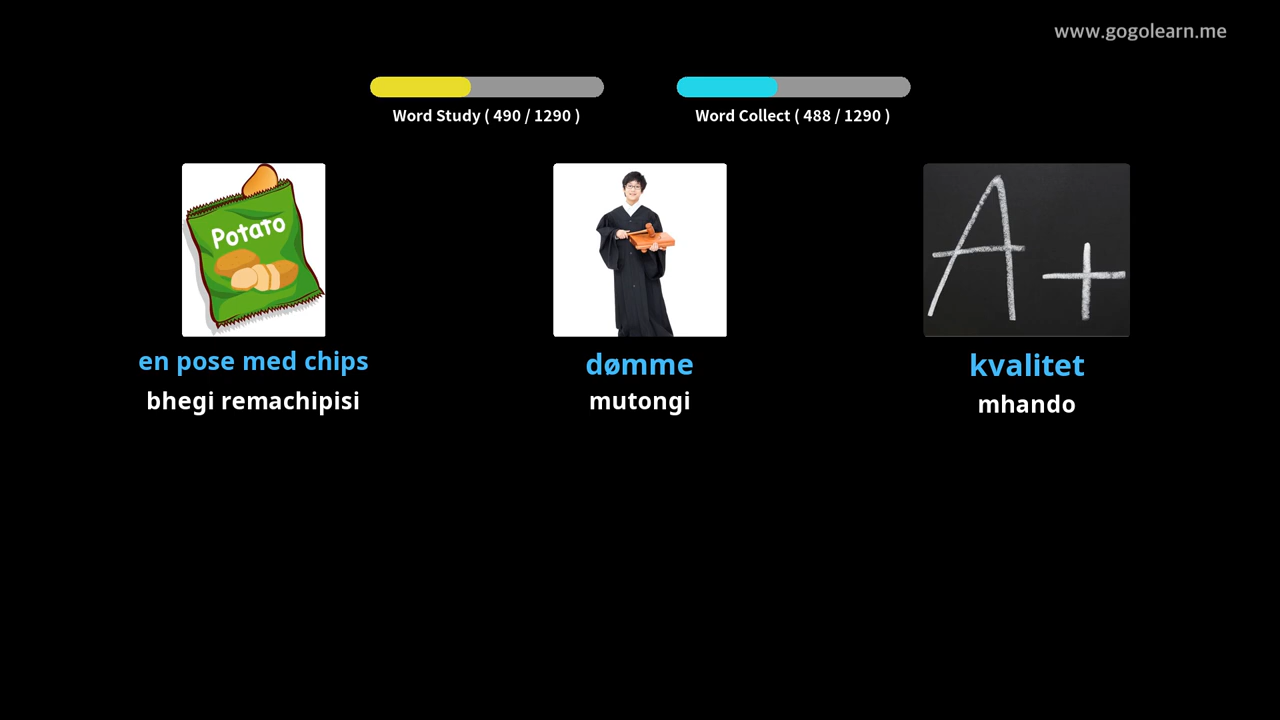 www.gogolearn.me
Word Study ( 490 / 1290 )
Word Collect ( 488 / 1290 )
Potato
A+
en pose med chips
bhegi remachipisi
dømme
mutongi
kvalitet
mhando